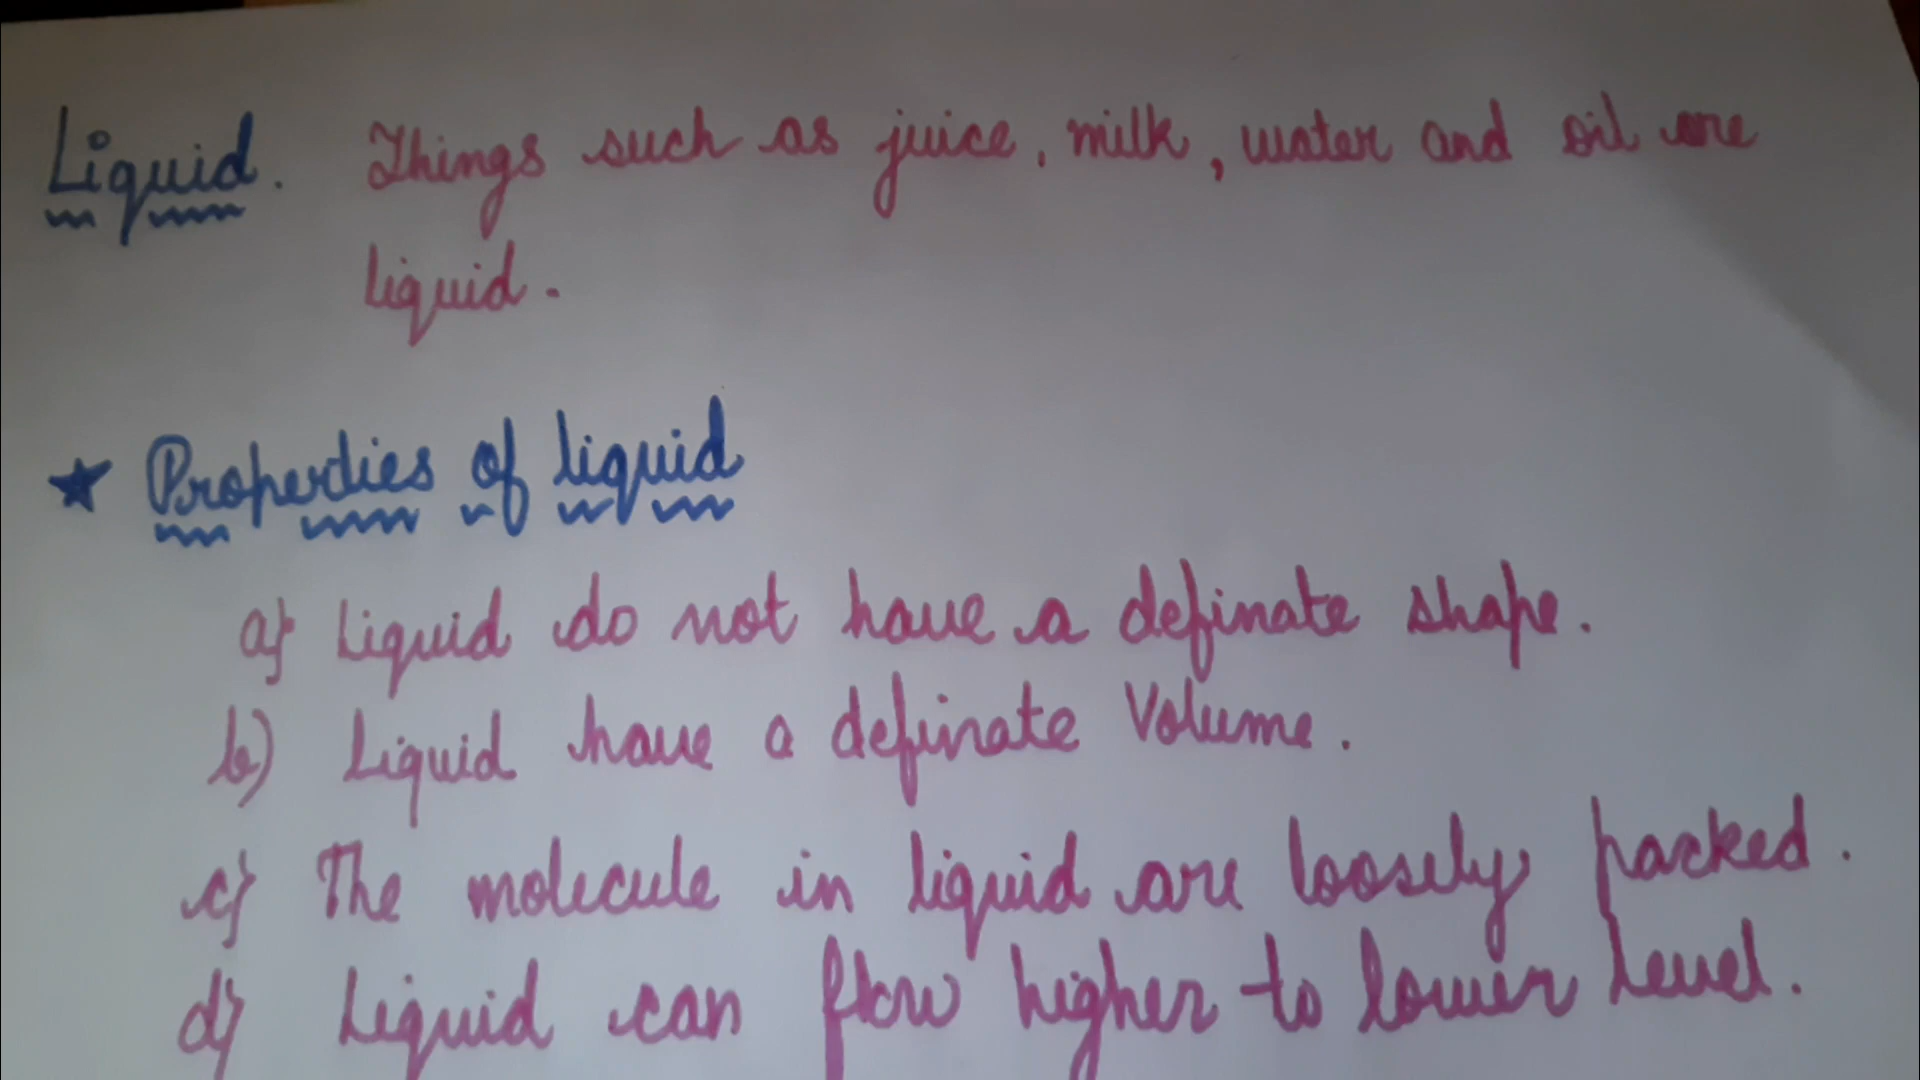 Liquid. Things such as juice, milk, water and oil are
liquid.
★ Properties of liquid
a) Liquid do not have a definate shape.
b) Liquid have a definate Volume.
c) The molecule in liquid are loosely packed.
d) Liquid can flow higher to lower level.